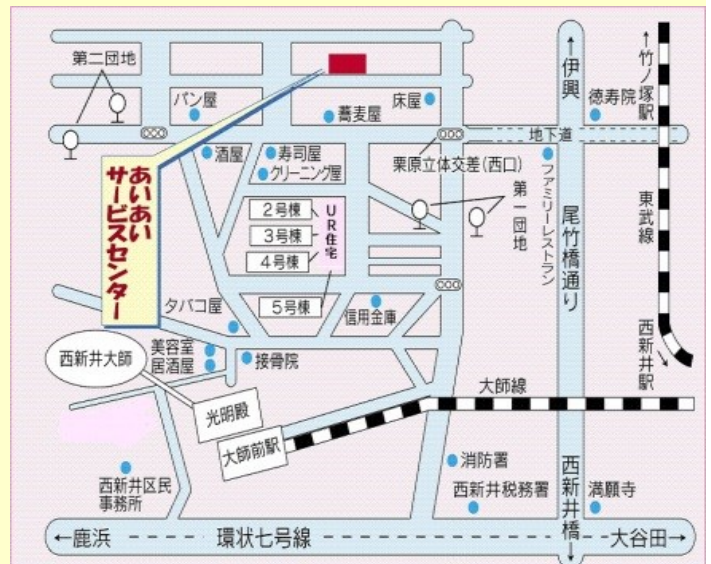 第二団地
パン屋
蕎麦屋
床屋
↑伊興
徳寿院
↑竹ノ塚駅
酒屋
寿司屋
クリーニング屋
栗原立体交差(西口)
地下道
あいあい
サービスセンター
2号棟
3号棟
4号棟
5号棟
UR住宅
第一団地
ファミリーレストラン
尾竹橋通り
東武線
タバコ屋
信用金庫
西新井駅→
西新井大師
美容室
居酒屋
接骨院
大師線
光明殿
大師前駅
消防署
西新井区民
事務所
西新井税務署
西新井橋↓
満願寺
←鹿浜
環状七号線
大谷田→